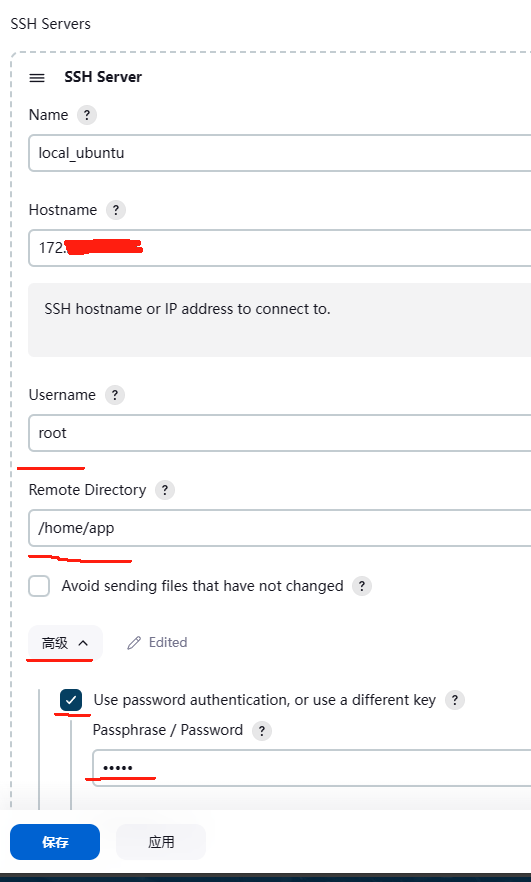 SSH Servers
SSH Server
Name ?
local_ubuntu
Hostname ?
172.
SSH hostname or IP address to connect to.
Username ?
root
Remote Directory ?
/home/app
Avoid sending files that have not changed ?
高级 Edited
Use password authentication, or use a different key ?
Passphrase / Password ?
•••••
保存 应用